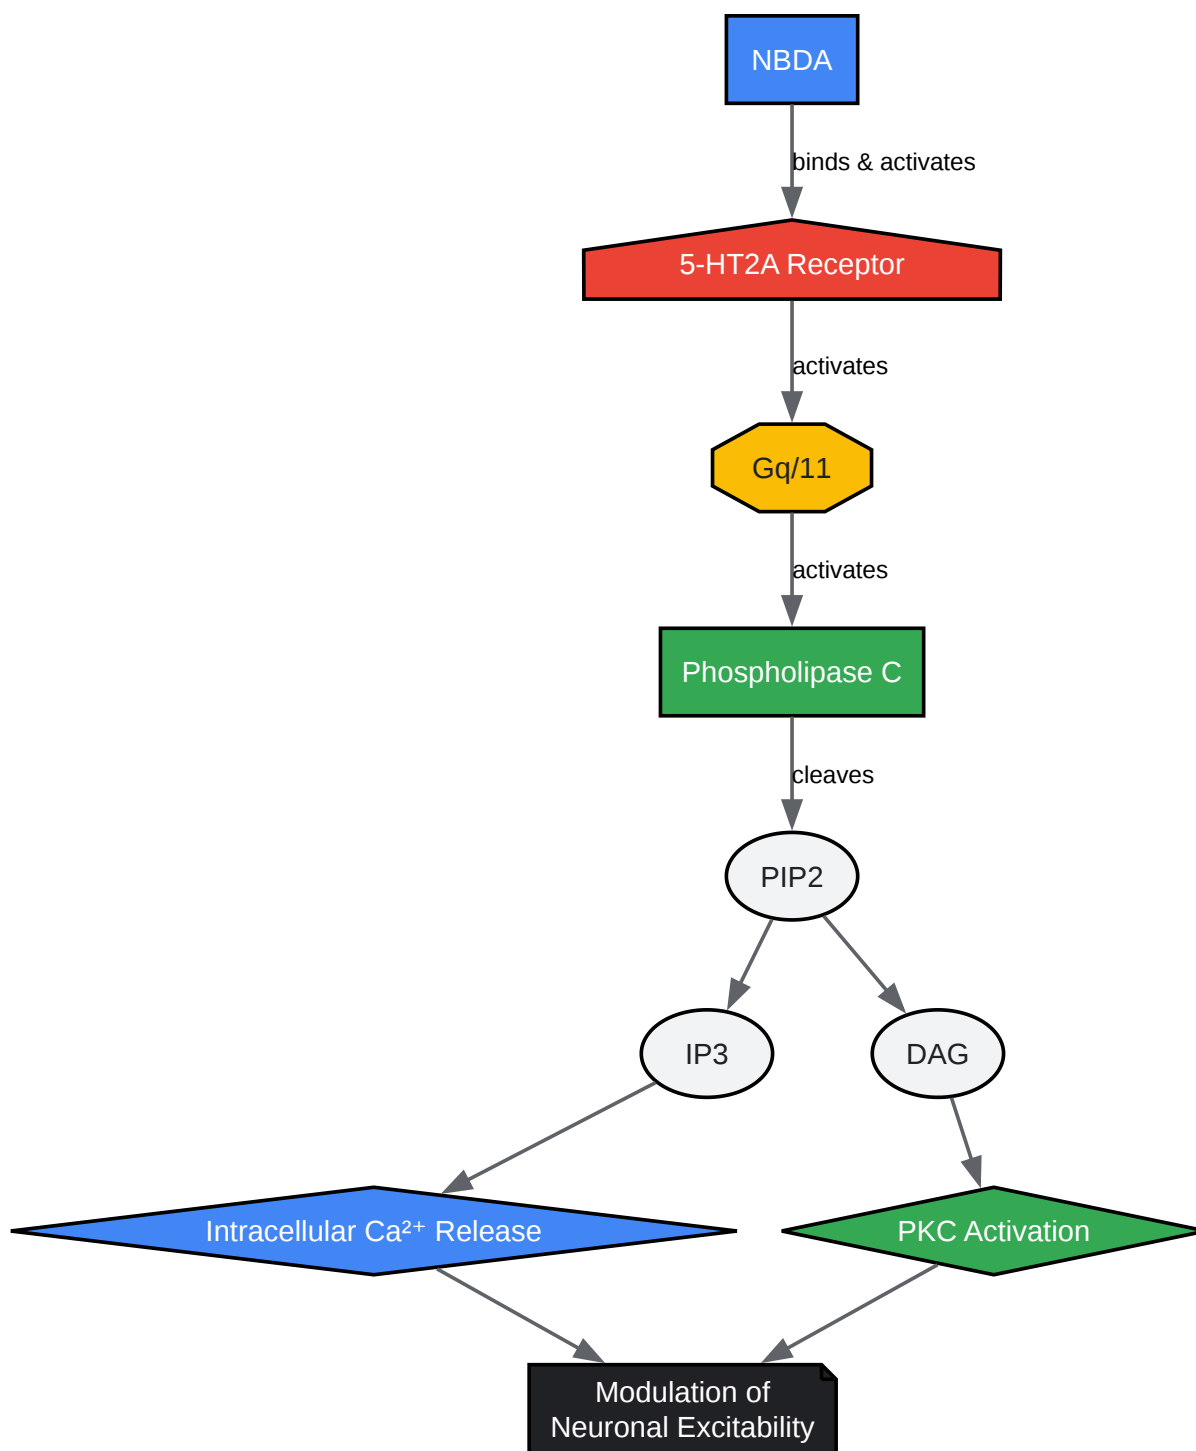 NBDA
binds & activates
5-HT2A Receptor
activates
Gq/11
activates
Phospholipase C
cleaves
PIP2
IP3
DAG
Intracellular Ca²⁺ Release
PKC Activation
Modulation of
Neuronal Excitability